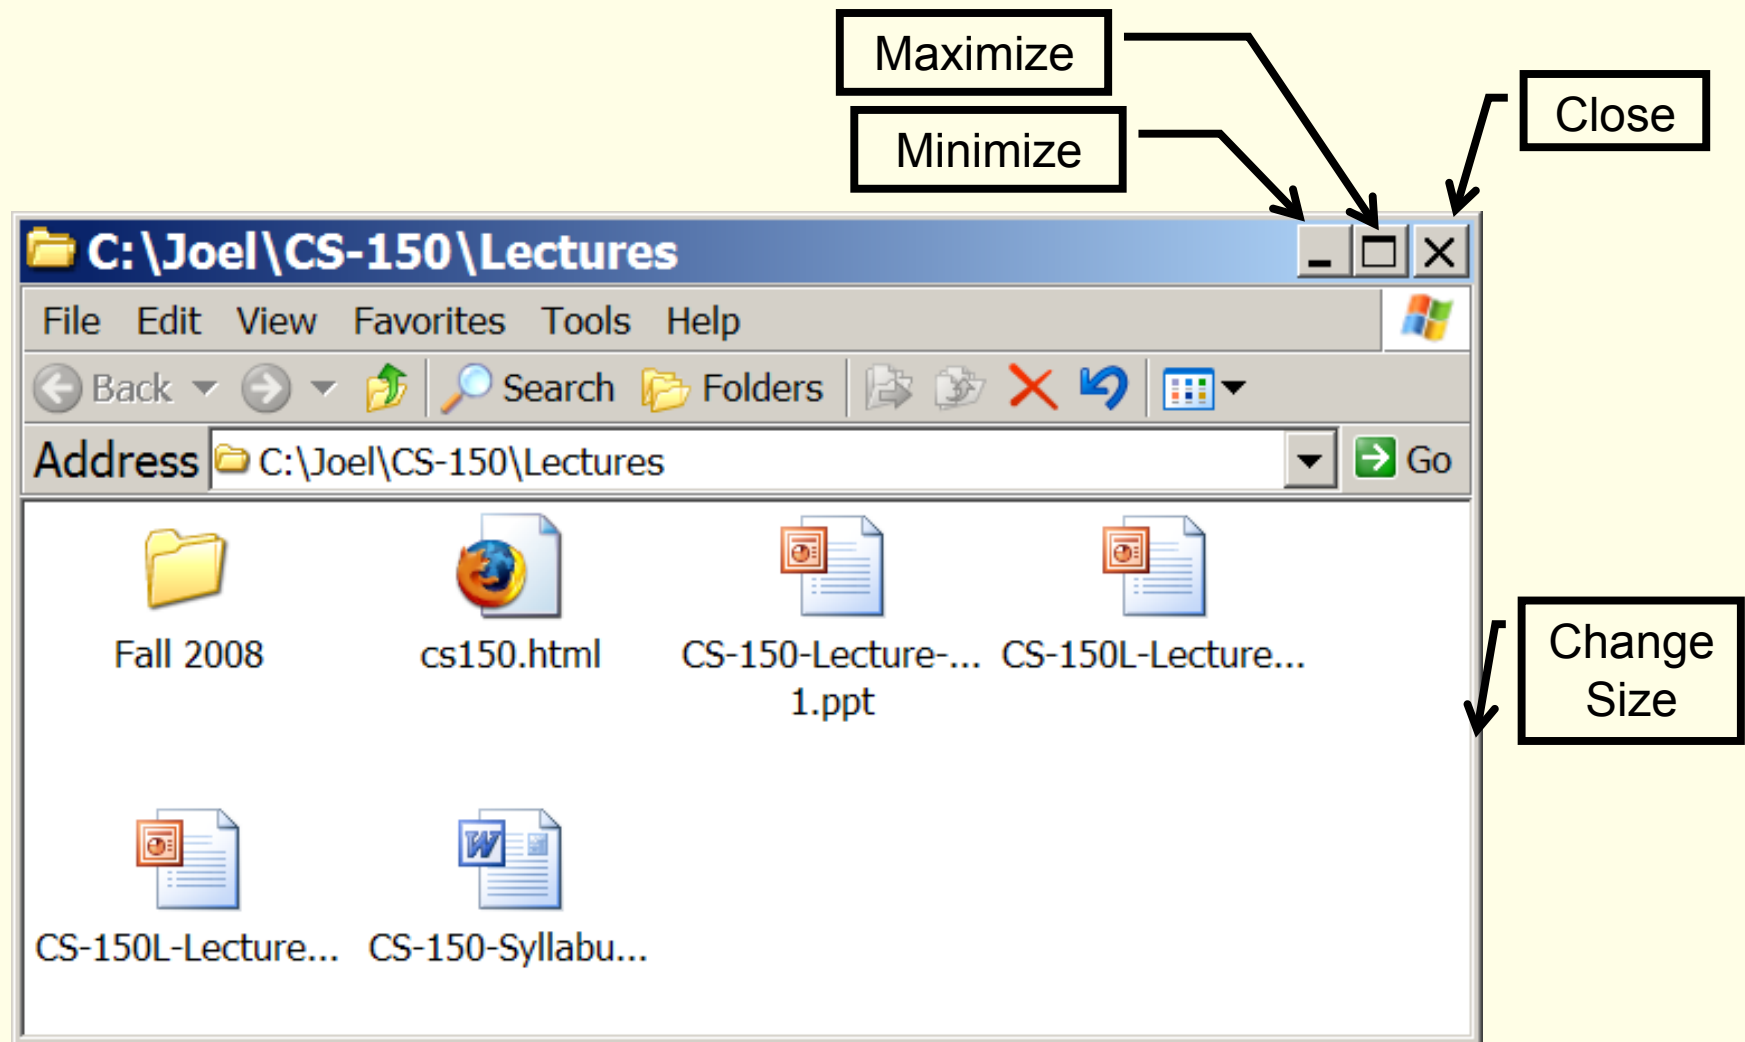 Maximize
Close
Minimize
C:\Joel\CS-150\Lectures
File Edit View Favorites Tools Help
Back Search Folders
Address C:\Joel\CS-150\Lectures Go
Fall 2008 cs150.html CS-150-Lecture-... CS-150L-Lecture...
1.ppt
Change
Size
CS-150L-Lecture... CS-150-Syllabu...